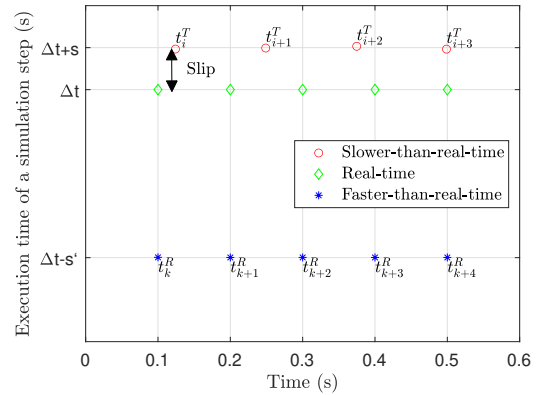 Execution time of a simulation step (s)
Δt+s
Δt
Δt-s‘
t_i^T
t_{i+1}^T
t_{i+2}^T
t_{i+3}^T
Slip
Slower-than-real-time
Real-time
Faster-than-real-time
t_k^R
t_{k+1}^R
t_{k+2}^R
t_{k+3}^R
t_{k+4}^R
0
0.1
0.2
0.3
0.4
0.5
0.6
Time (s)